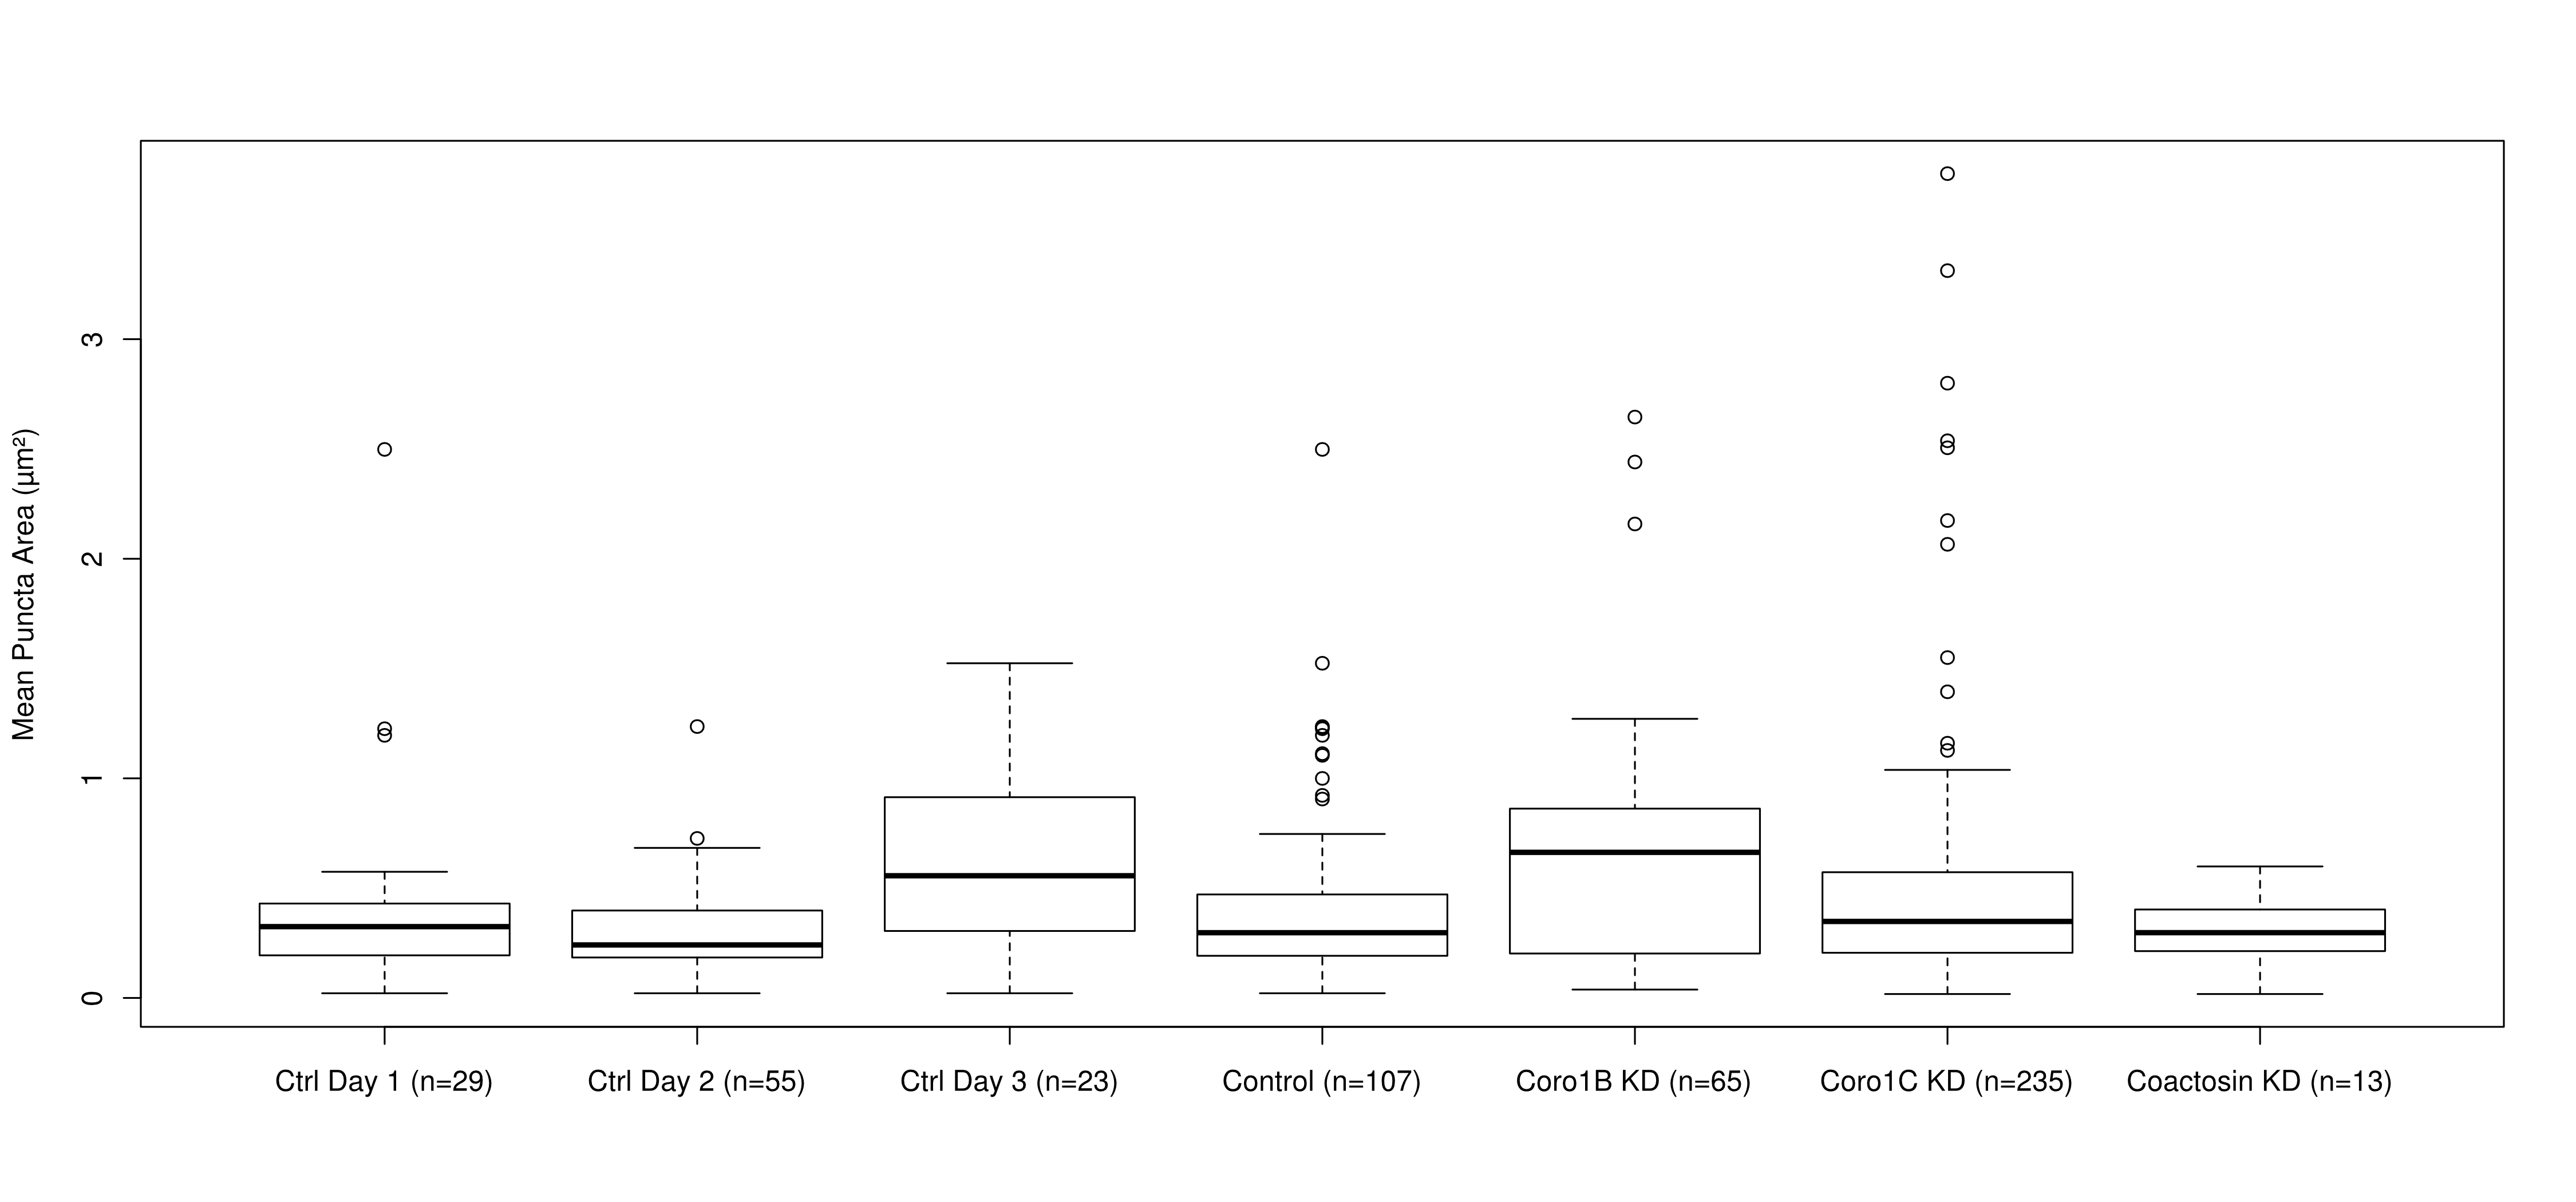 Mean Puncta Area (µm²)
3
2
1
0
Ctrl Day 1 (n=29)
Ctrl Day 2 (n=55)
Ctrl Day 3 (n=23)
Control (n=107)
Coro1B KD (n=65)
Coro1C KD (n=235)
Coactosin KD (n=13)